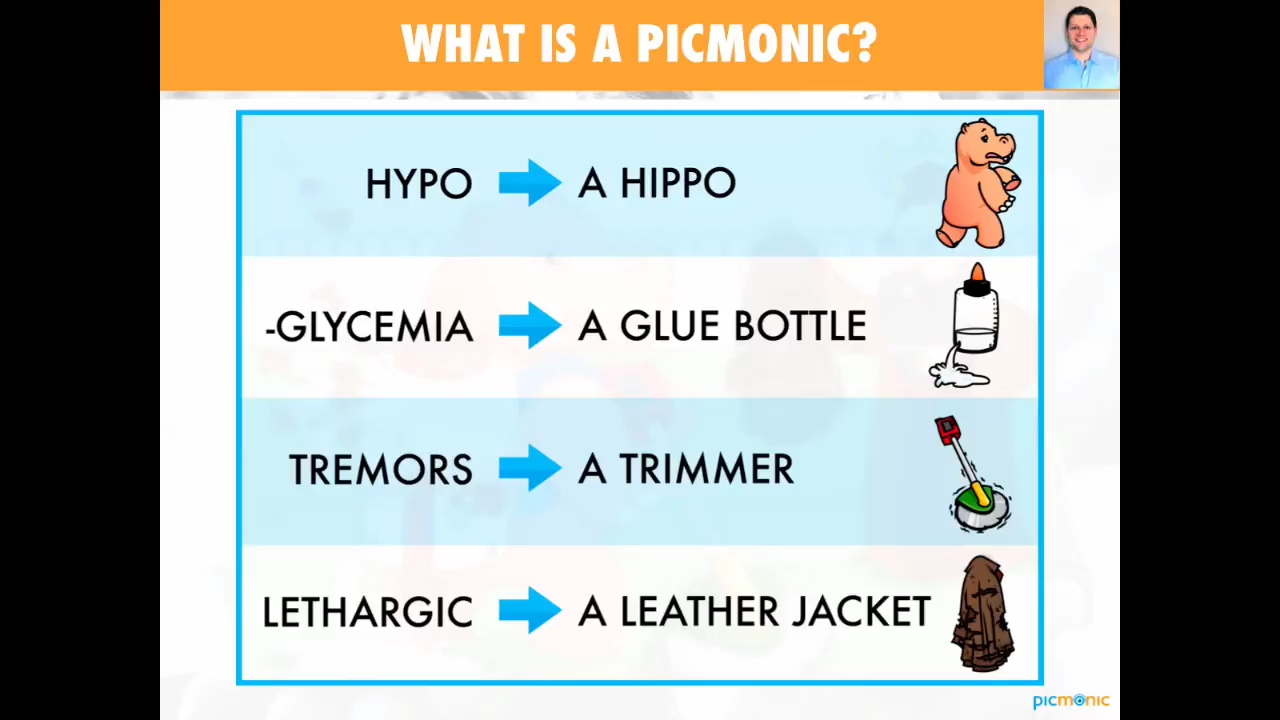 WHAT IS A PICMONIC?
HYPO A HIPPO
-GLYCEMIA A GLUE BOTTLE
TREMORS A TRIMMER
LETHARGIC A LEATHER JACKET
picmonic